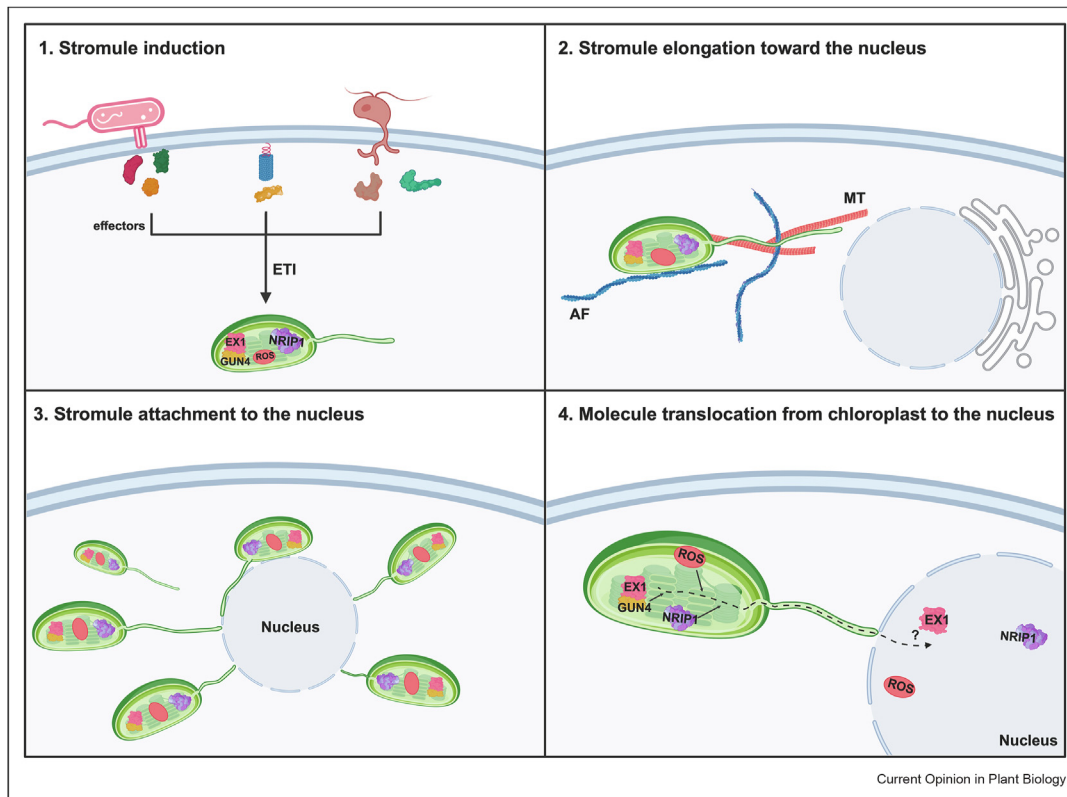 1. Stromule induction
effectors
ETI
EX1
NRIP1
GUN4
ROS
2. Stromule elongation toward the nucleus
MT
AF
3. Stromule attachment to the nucleus
Nucleus
4. Molecule translocation from chloroplast to the nucleus
ROS
EX1
GUN4
NRIP1
?
EX1
NRIP1
ROS
Nucleus
Current Opinion in Plant Biology